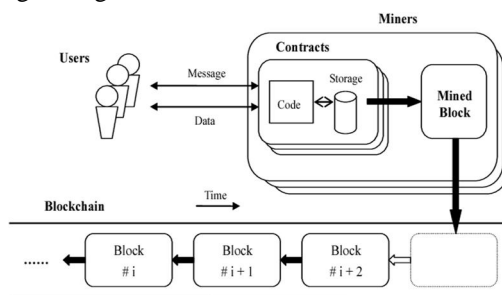 Miners
Contracts
Users
Message
Storage
Code
Mined
Block
Data
Time
Blockchain
......
Block
# i
Block
# i + 1
Block
# i + 2